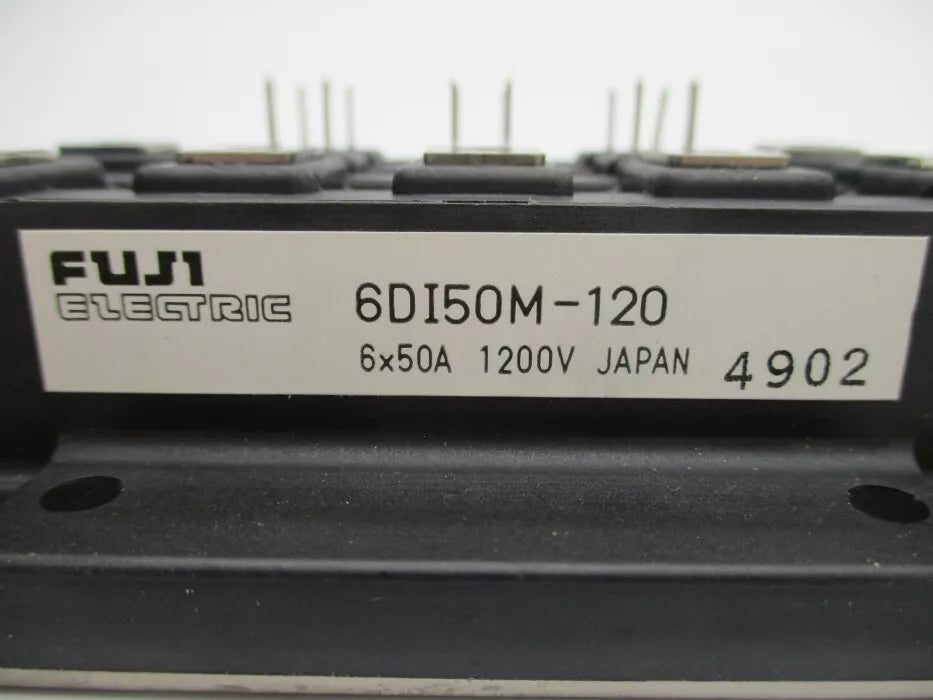 FUJI
ELECTRIC
6DI50M-120
6x50A 1200V JAPAN 4902